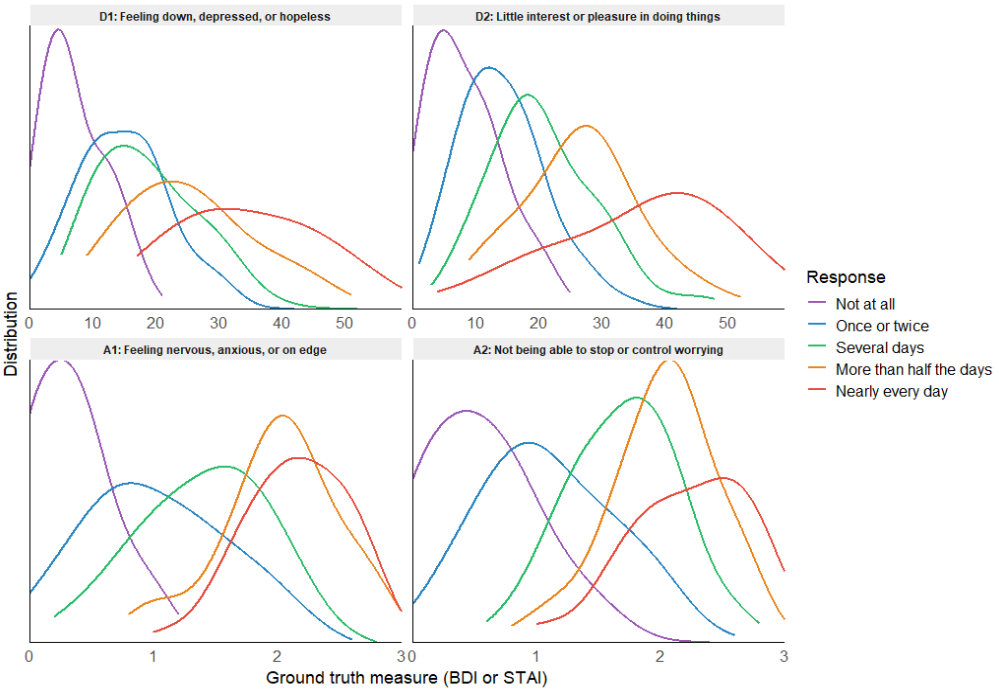 D1: Feeling down, depressed, or hopeless
D2: Little interest or pleasure in doing things
0 10 20 30 40 50
0 10 20 30 40 50
A1: Feeling nervous, anxious, or on edge
A2: Not being able to stop or control worrying
0 1 2 3
0 1 2 3
Distribution
Ground truth measure (BDI or STAI)
Response
Not at all
Once or twice
Several days
More than half the days
Nearly every day